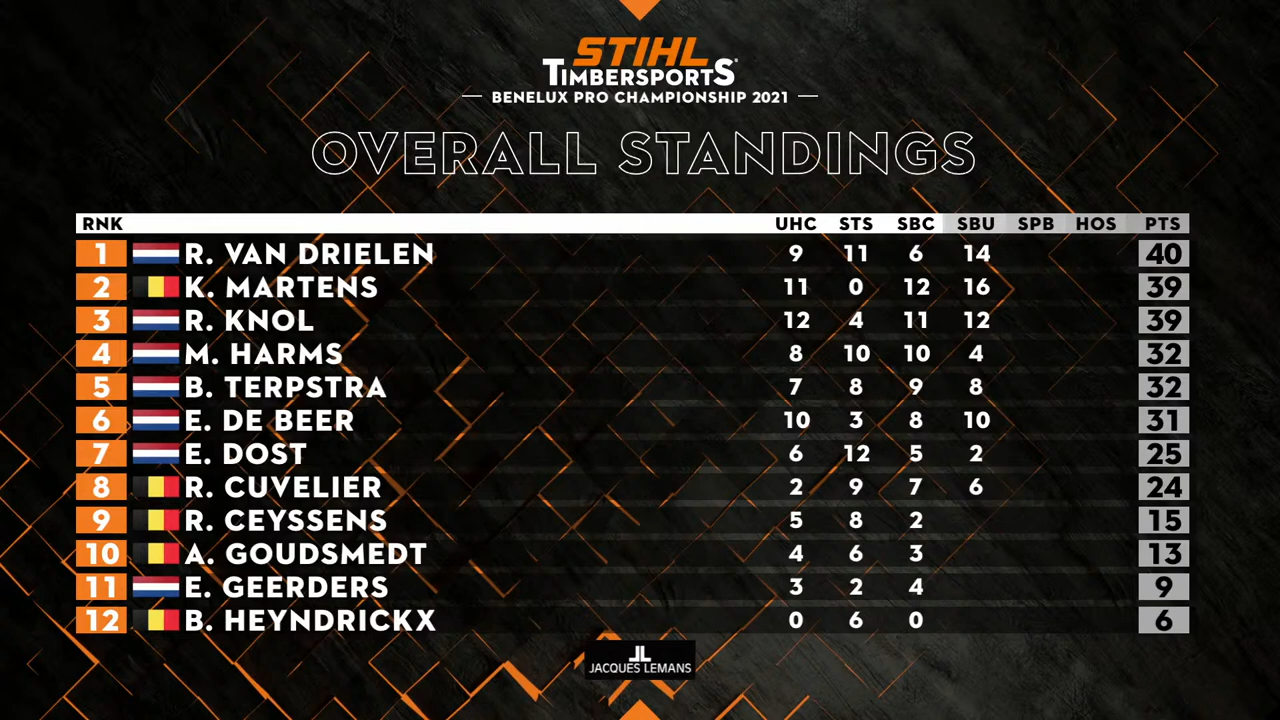 STIHL
TIMBERSPORTS®
BENELUX PRO CHAMPIONSHIP 2021
OVERALL STANDINGS
RNK UHC STS SBC SBU SPB HOS PTS
1 R. VAN DRIELEN 9 11 6 14 40
2 K. MARTENS 11 0 12 16 39
3 R. KNOL 12 4 11 12 39
4 M. HARMS 8 10 10 4 32
5 B. TERPSTRA 7 8 9 8 32
6 E. DE BEER 10 3 8 10 31
7 E. DOST 6 12 5 2 25
8 R. CUVELIER 2 9 7 6 24
9 R. CEYSSENS 5 8 2 15
10 A. GOUDSMEDT 4 6 3 13
11 E. GEERDERS 3 2 4 9
12 B. HEYNDRICKX 0 6 0 6
JL
JACQUES LEMANS